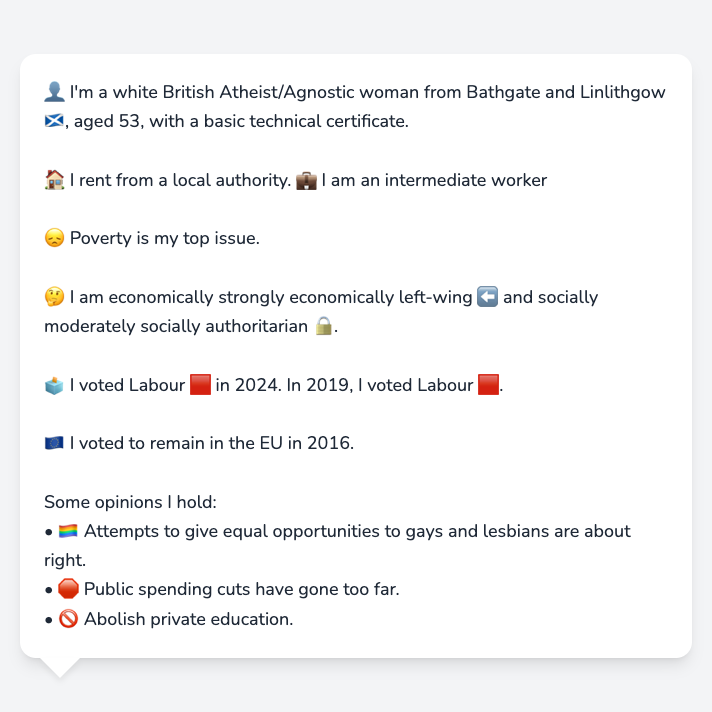 👤 I'm a white British Atheist/Agnostic woman from Bathgate and Linlithgow
🏴󠁧󠁢󠁳󠁣󠁴󠁿, aged 53, with a basic technical certificate.
🏠 I rent from a local authority. 💼 I am an intermediate worker
😞 Poverty is my top issue.
🤔 I am economically strongly economically left-wing ⬅️ and socially
moderately socially authoritarian 🔒.
🗳️ I voted Labour 🟥 in 2024. In 2019, I voted Labour 🟥.
🇪🇺 I voted to remain in the EU in 2016.
Some opinions I hold:
• 🏳️‍🌈 Attempts to give equal opportunities to gays and lesbians are about
right.
• 🛑 Public spending cuts have gone too far.
• 🚫 Abolish private education.